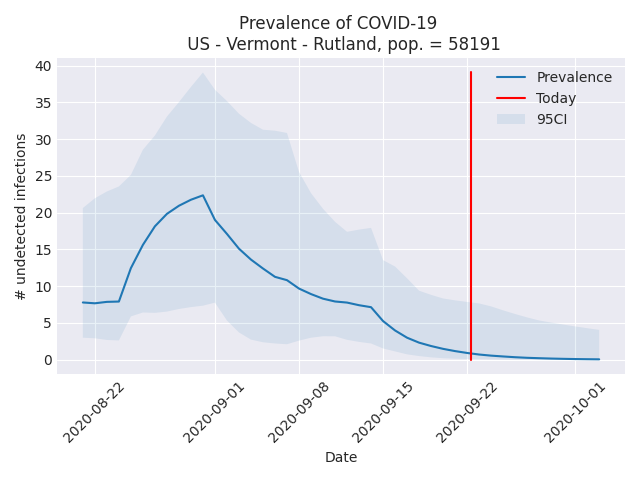 Prevalence of COVID-19
US - Vermont - Rutland, pop. = 58191
# undetected infections
40
35
30
25
20
15
10
5
0
Prevalence
Today
95CI
2020-08-22
2020-09-01
2020-09-08
2020-09-15
2020-09-22
2020-10-01
Date